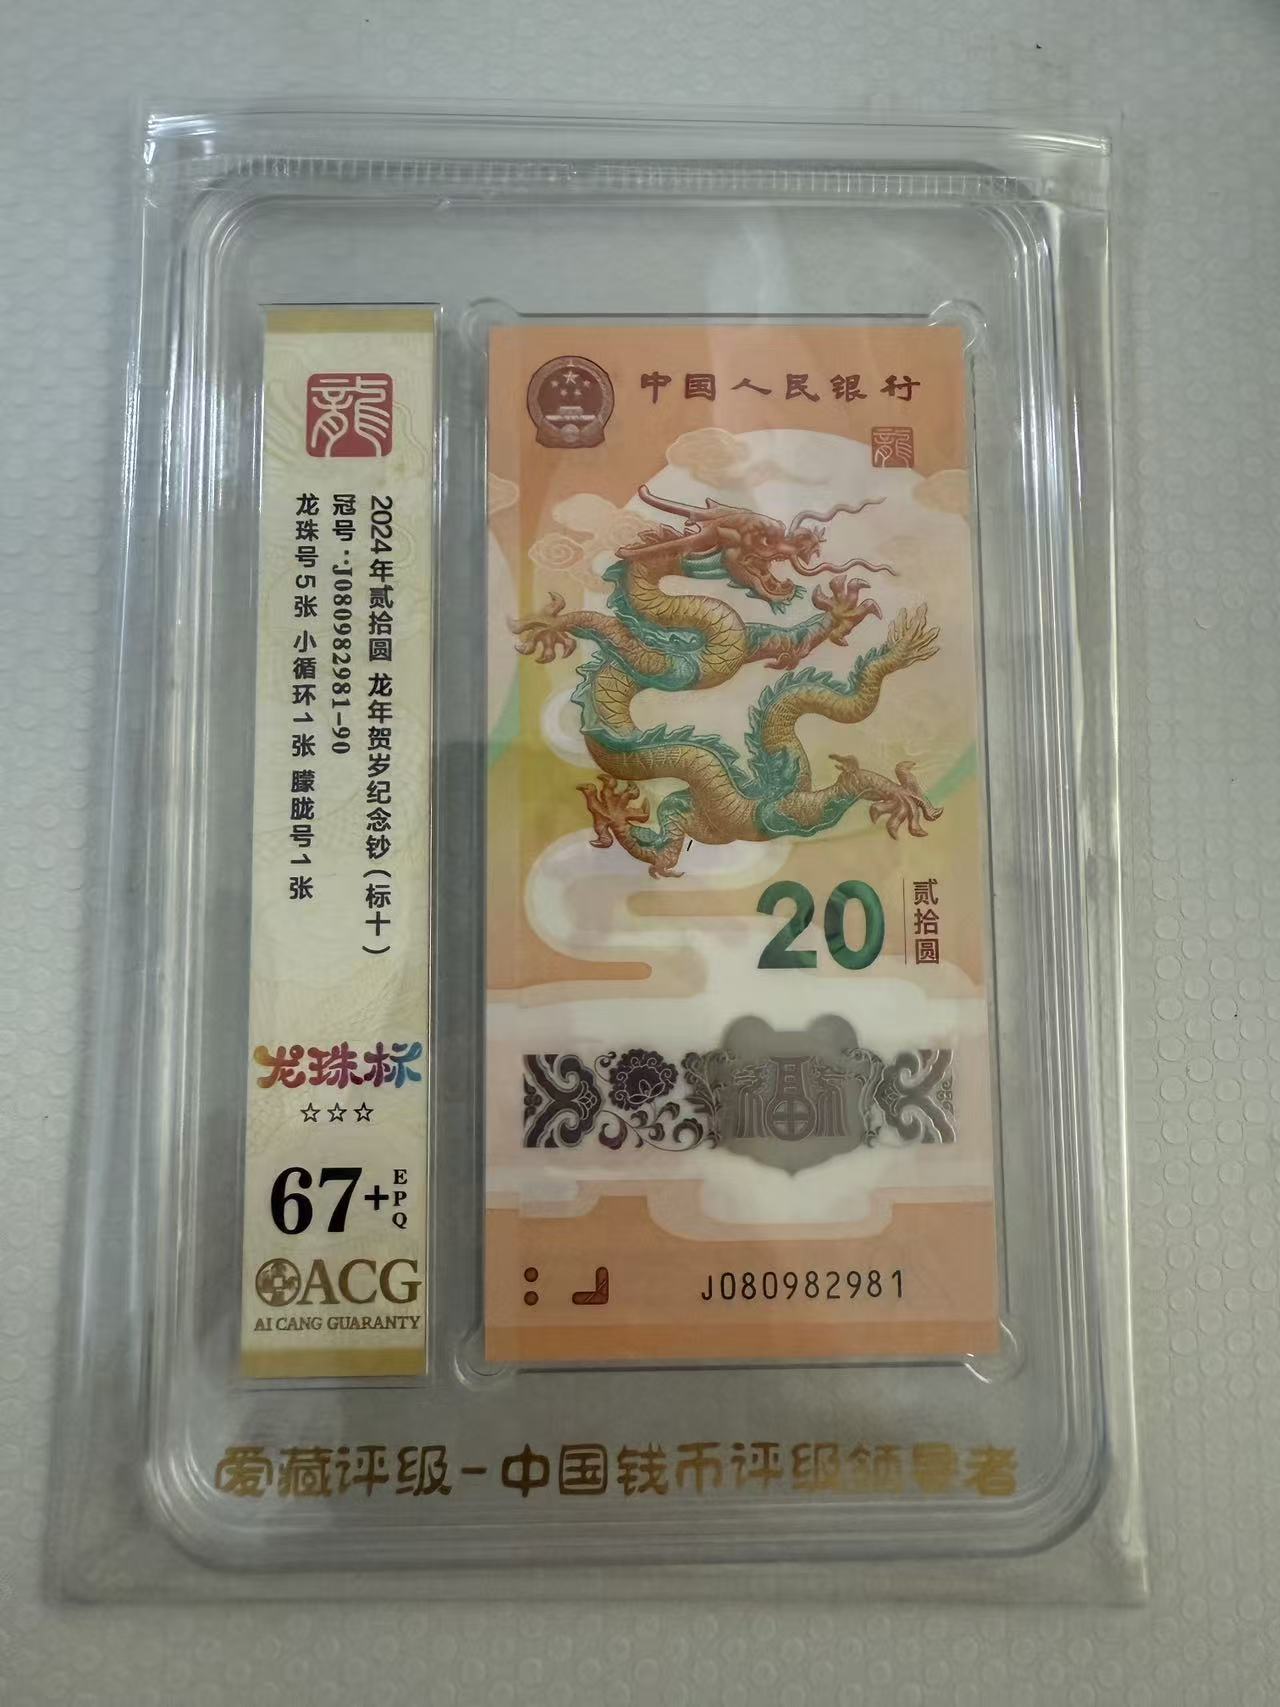 龍
2024年贰拾圆 龙年贺岁纪念钞(标十)
冠号:J080982981-90
龙珠号5张 小循环1张 朦胧号1张
龙珠标
☆☆☆
67+EPQ
ACG
AI CANG GUARANTY
中国人民银行
龍
20
贰拾圆
福
J080982981
爱藏评级-中国钱币评级领导者